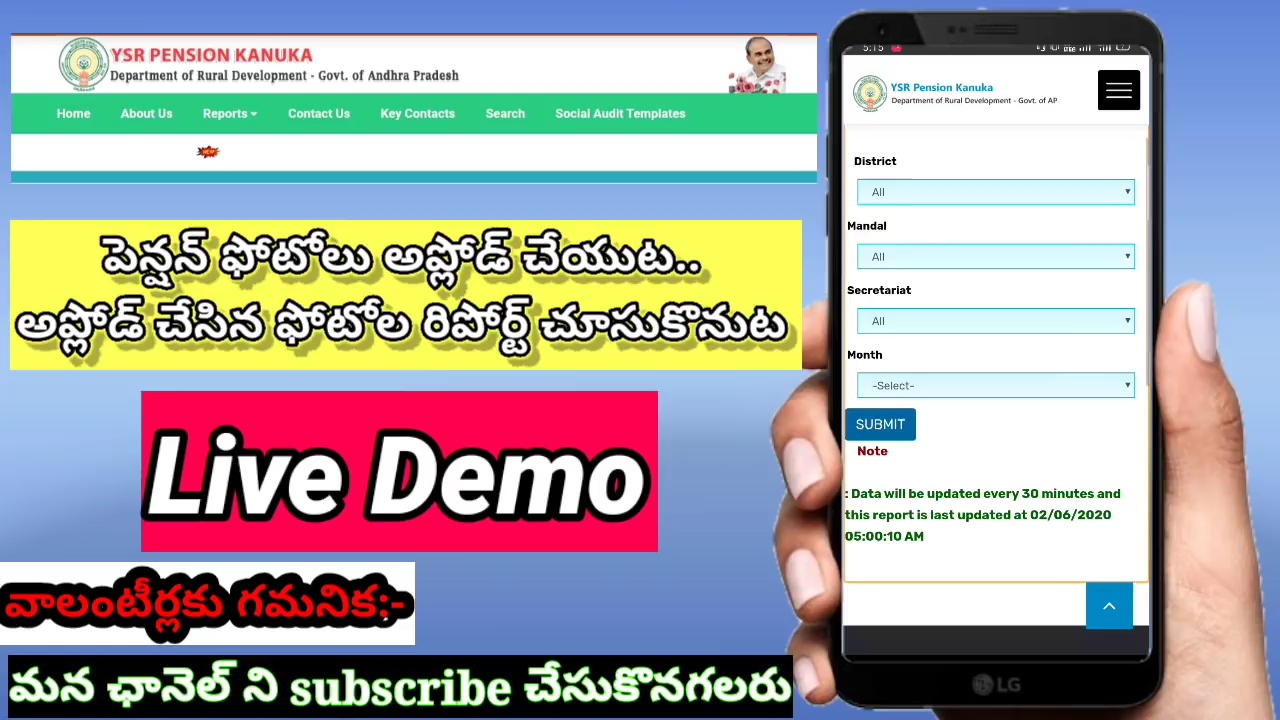 YSR PENSION KANUKA
Department of Rural Development - Govt. of Andhra Pradesh
Home About Us Reports Contact Us Key Contacts Search Social Audit Templates
NEW
పెన్షన్ ఫోటోలు అప్లోడ్ చేయుట..
అప్లోడ్ చేసిన ఫోటోల రిపోర్ట్ చూసుకొనుట
Live Demo
వాలంటీర్లకు గమనిక:-
మన ఛానెల్ ని subscribe చేసుకొనగలరు
5:15
YSR Pension Kanuka
Department of Rural Development - Govt. of AP
District
All
Mandal
All
Secretariat
All
Month
-Select-
SUBMIT
Note
: Data will be updated every 30 minutes and
this report is last updated at 02/06/2020
05:00:10 AM
LG